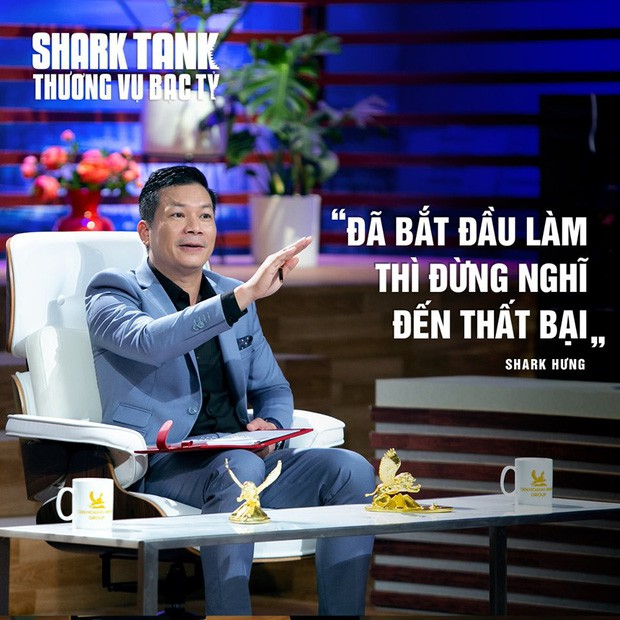 SHARK TANK
THƯƠNG VỤ BẠC TỶ
“ĐÃ BẮT ĐẦU LÀM
THÌ ĐỪNG NGHĨ
ĐẾN THẤT BẠI„
SHARK HƯNG